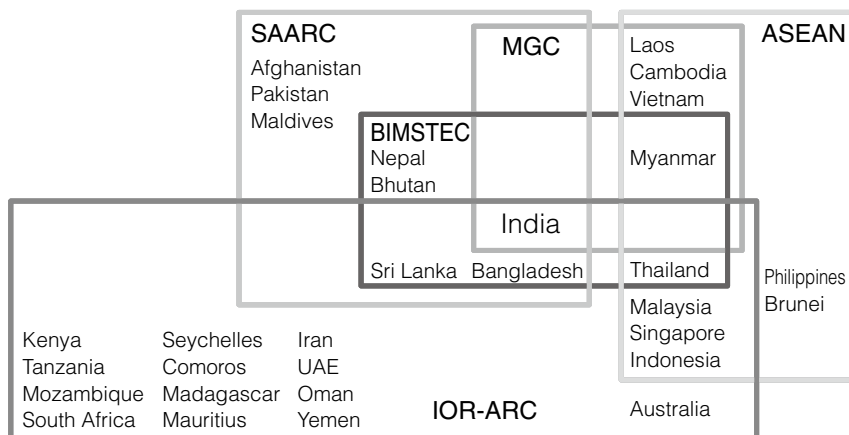 SAARC
MGC
ASEAN
Afghanistan
Pakistan
Maldives
Laos
Cambodia
Vietnam
BIMSTEC
Nepal
Bhutan
Myanmar
India
Sri Lanka Bangladesh
Thailand
Philippines
Brunei
Malaysia
Singapore
Indonesia
Kenya Seychelles Iran
Tanzania Comoros UAE
Mozambique Madagascar Oman
South Africa Mauritius Yemen
IOR-ARC
Australia